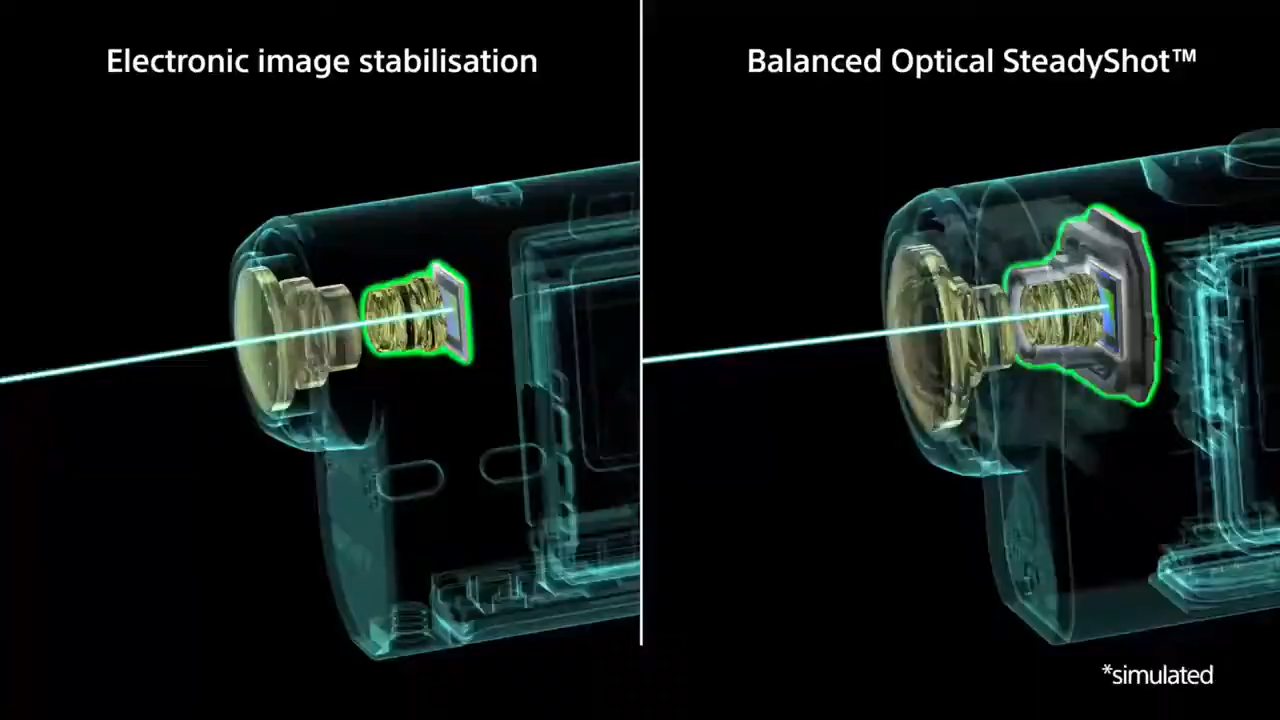 Electronic image stabilisation
Balanced Optical SteadyShot™
*simulated